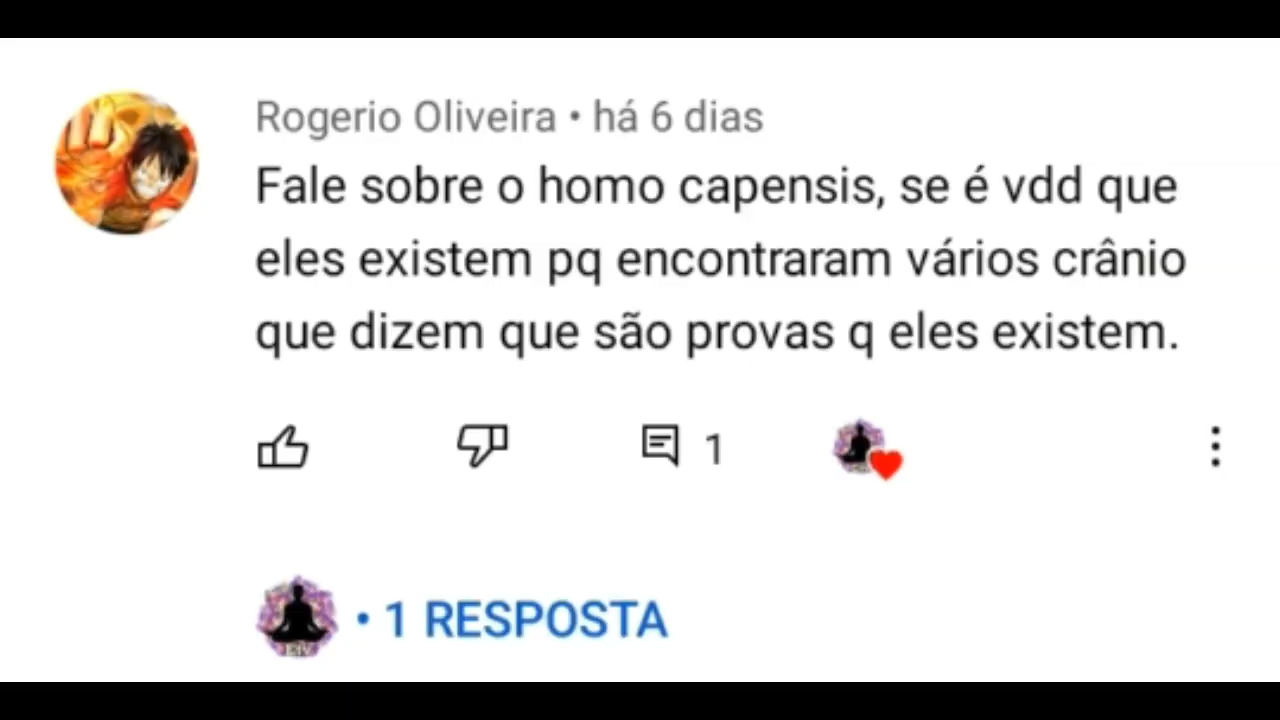 Rogerio Oliveira • há 6 dias
Fale sobre o homo capensis, se é vdd que
eles existem pq encontraram vários crânio
que dizem que são provas q eles existem.
1
• 1 RESPOSTA